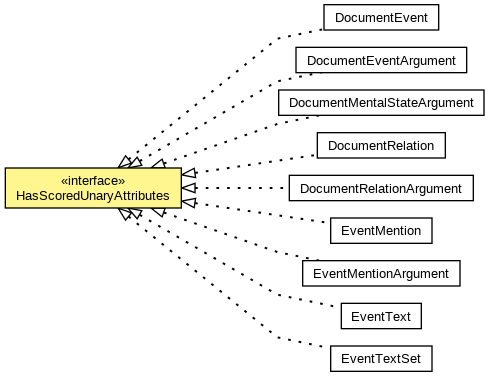 DocumentEvent
DocumentEventArgument
DocumentMentalStateArgument
DocumentRelation
«interface»
HasScoredUnaryAttributes
DocumentRelationArgument
EventMention
EventMentionArgument
EventText
EventTextSet